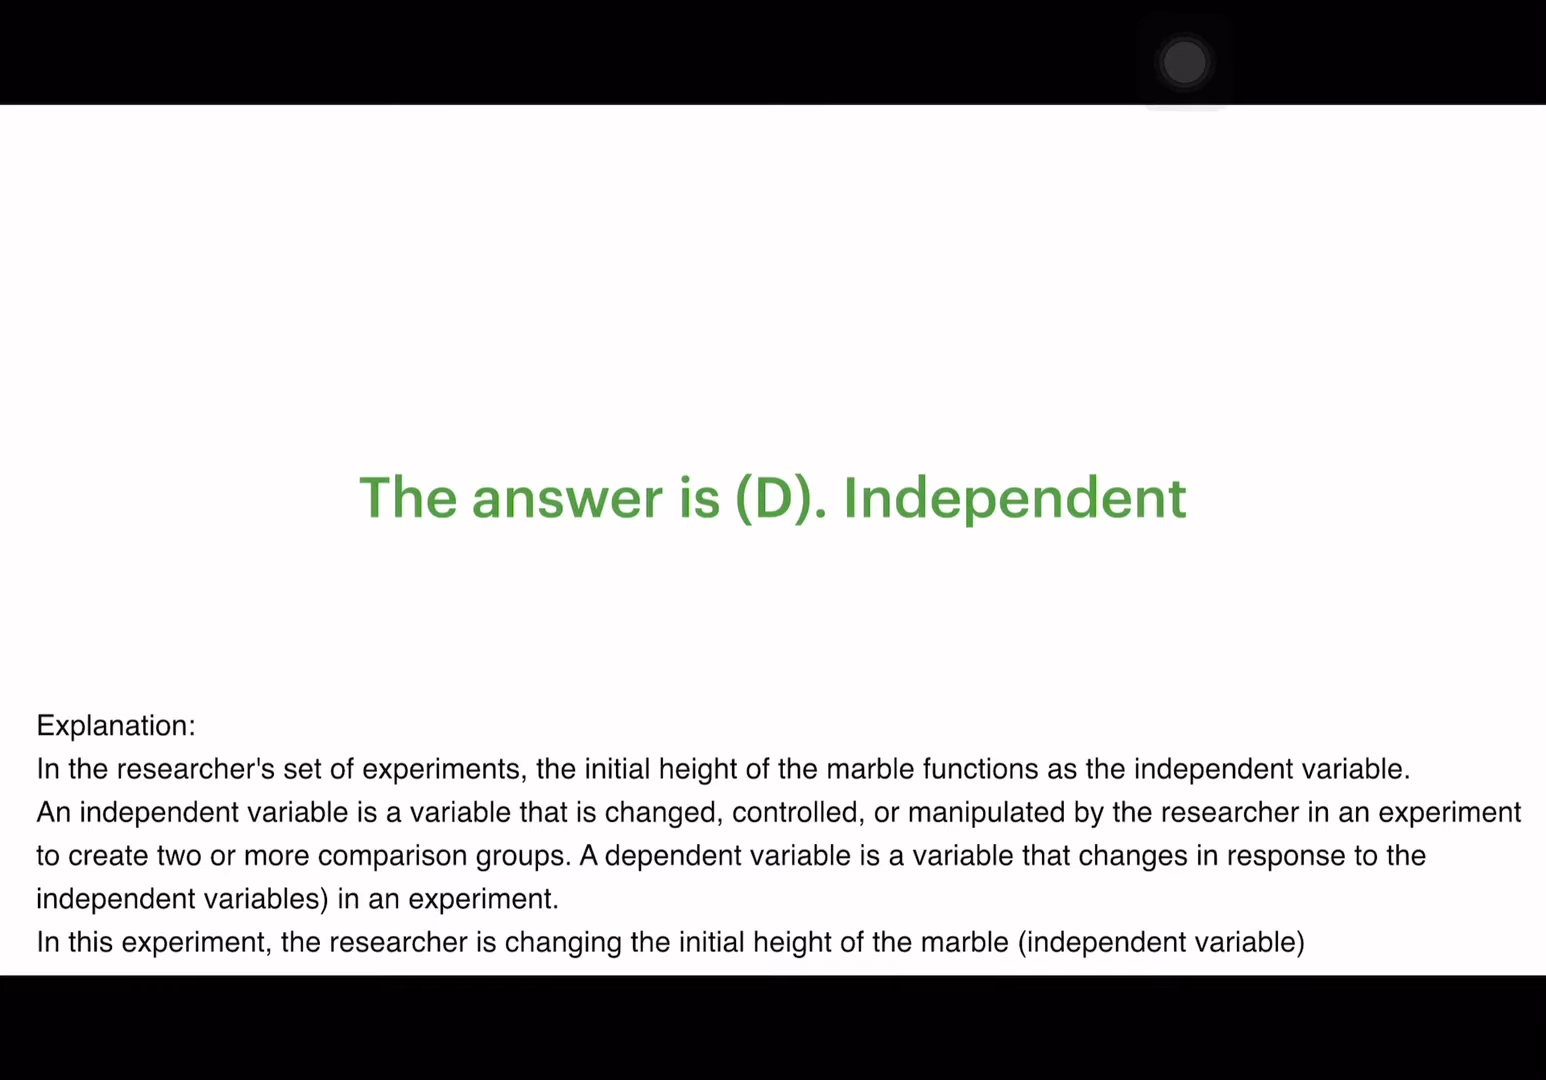 The answer is (D). Independent
Explanation:
In the researcher's set of experiments, the initial height of the marble functions as the independent variable.
An independent variable is a variable that is changed, controlled, or manipulated by the researcher in an experiment
to create two or more comparison groups. A dependent variable is a variable that changes in response to the
independent variables) in an experiment.
In this experiment, the researcher is changing the initial height of the marble (independent variable)